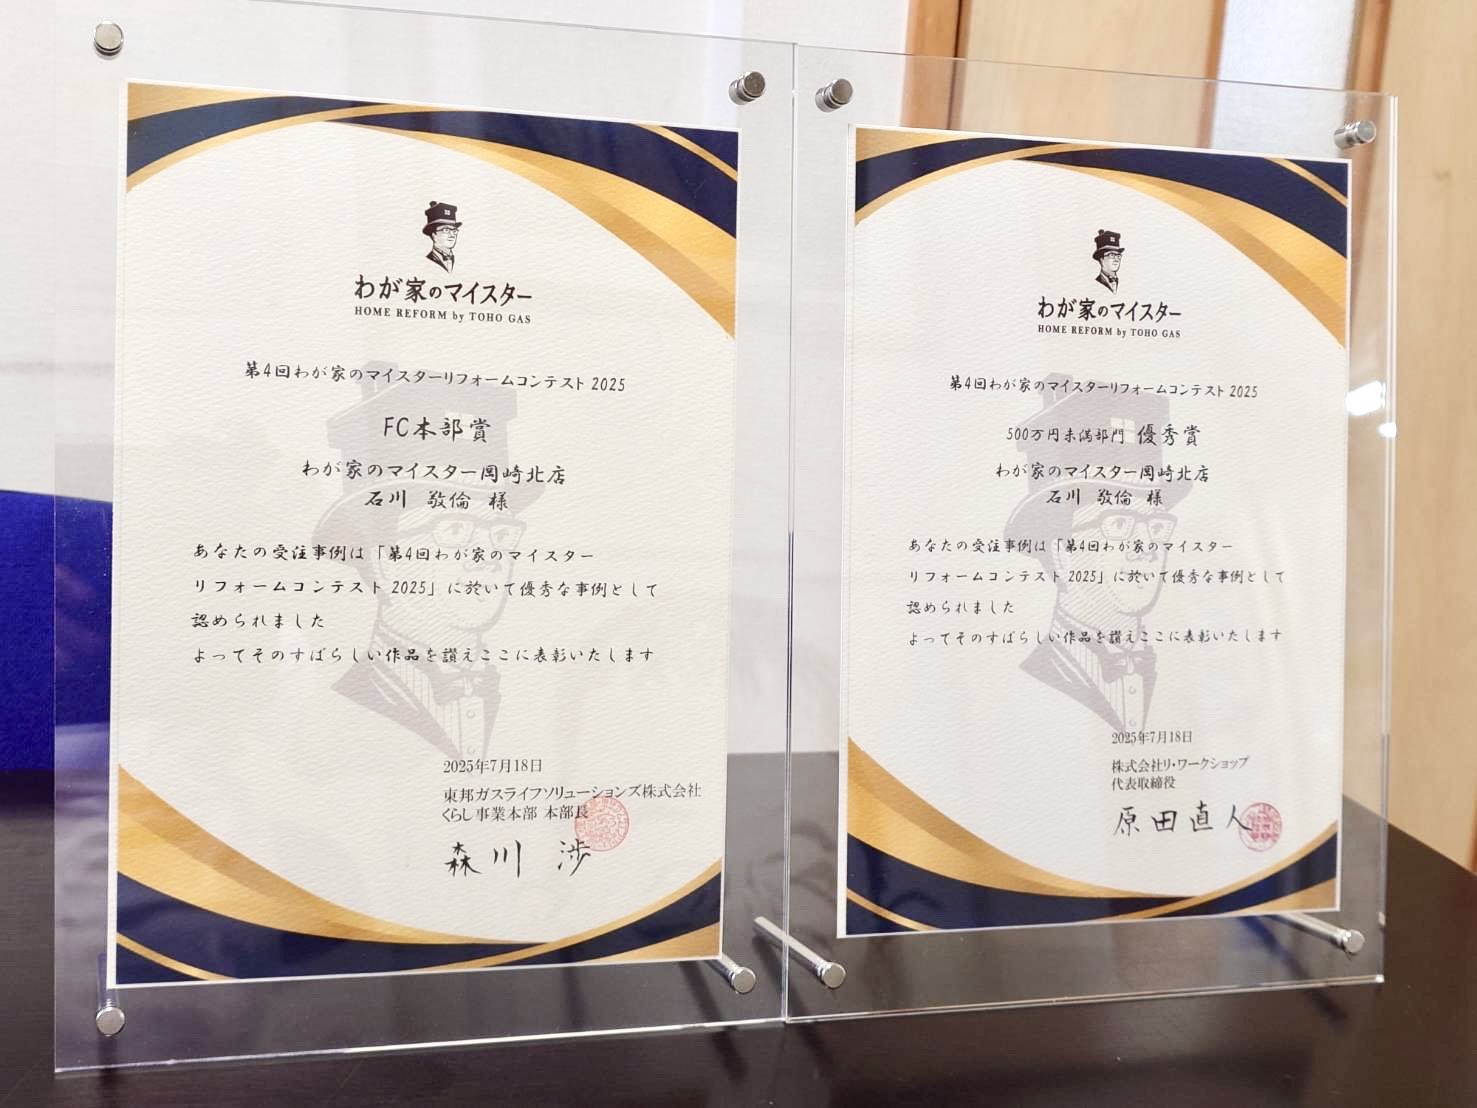 わが家のマイスター
HOME REFORM by TOHO GAS
第4回わが家のマイスターリフォームコンテスト 2025
FC本部賞
わが家のマイスター岡崎北店
石川 敬倫 様
あなたの受注事例は「第4回わが家のマイスター
リフォームコンテスト 2025」に於いて優秀な事例として
認められました
よってそのすばらしい作品を讃えここに表彰いたします
2025年7月18日
東邦ガスライフソリューションズ株式会社
くらし事業本部 本部長
森川 渉
わが家のマイスター
HOME REFORM by TOHO GAS
第4回わが家のマイスターリフォームコンテスト 2025
500万円未満部門 優秀賞
わが家のマイスター岡崎北店
石川 敬倫 様
あなたの受注事例は「第4回わが家のマイスター
リフォームコンテスト 2025」に於いて優秀な事例として
認められました
よってそのすばらしい作品を讃えここに表彰いたします
2025年7月18日
株式会社リ・ワークショップ
代表取締役
原田直人